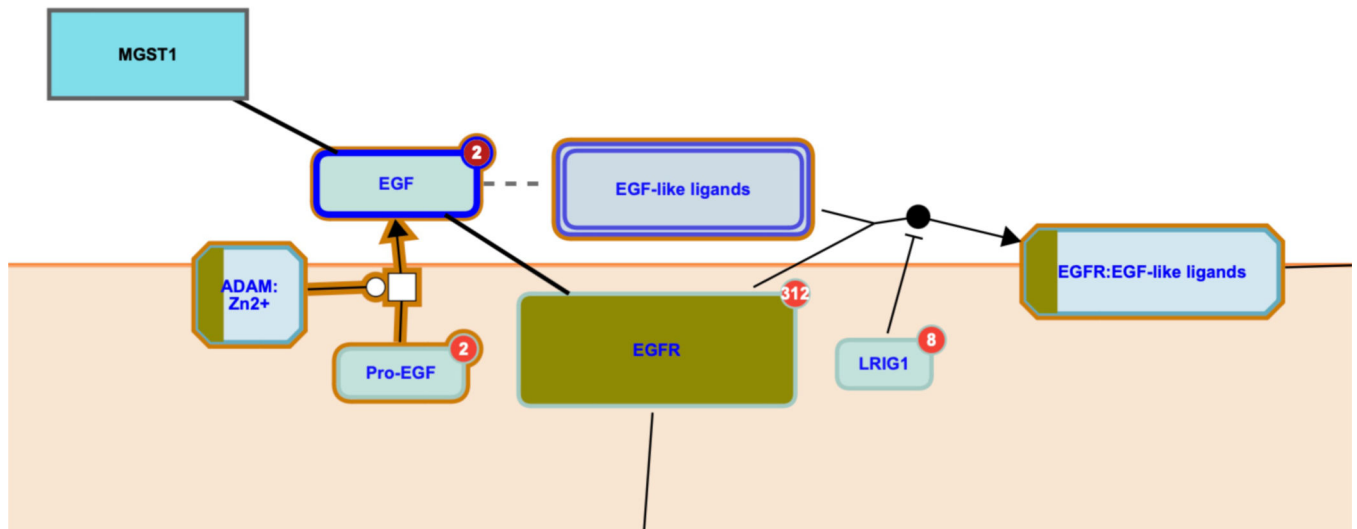 MGST1
EGF
2
EGF-like ligands
ADAM:
Zn2+
EGFR:EGF-like ligands
312
EGFR
Pro-EGF
2
LRIG1
8